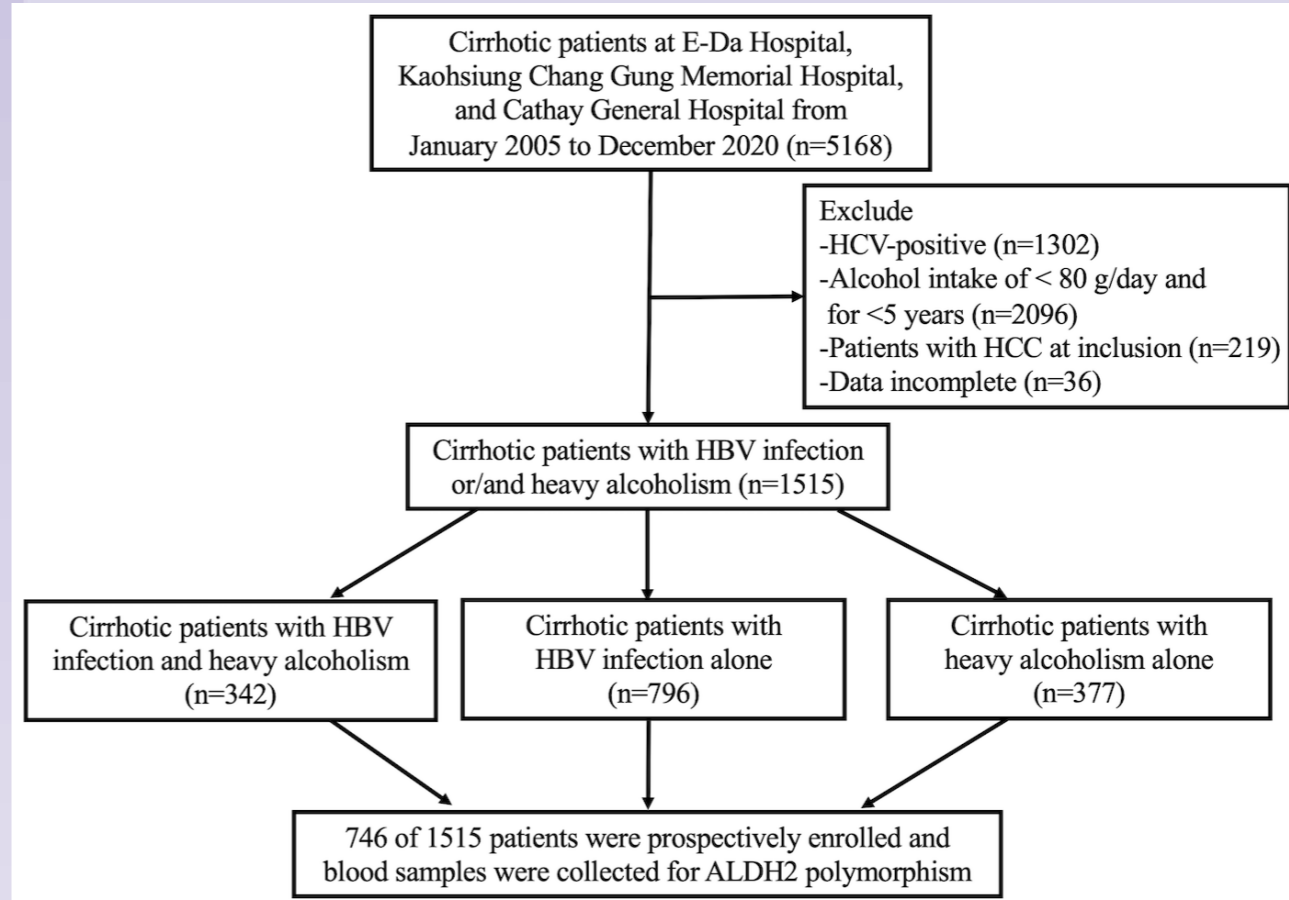 Cirrhotic patients at E-Da Hospital,
Kaohsiung Chang Gung Memorial Hospital,
and Cathay General Hospital from
January 2005 to December 2020 (n=5168)
Exclude
-HCV-positive (n=1302)
-Alcohol intake of < 80 g/day and
for <5 years (n=2096)
-Patients with HCC at inclusion (n=219)
-Data incomplete (n=36)
Cirrhotic patients with HBV infection
or/and heavy alcoholism (n=1515)
Cirrhotic patients with HBV
infection and heavy alcoholism
(n=342)
Cirrhotic patients with
HBV infection alone
(n=796)
Cirrhotic patients with
heavy alcoholism alone
(n=377)
746 of 1515 patients were prospectively enrolled and
blood samples were collected for ALDH2 polymorphism